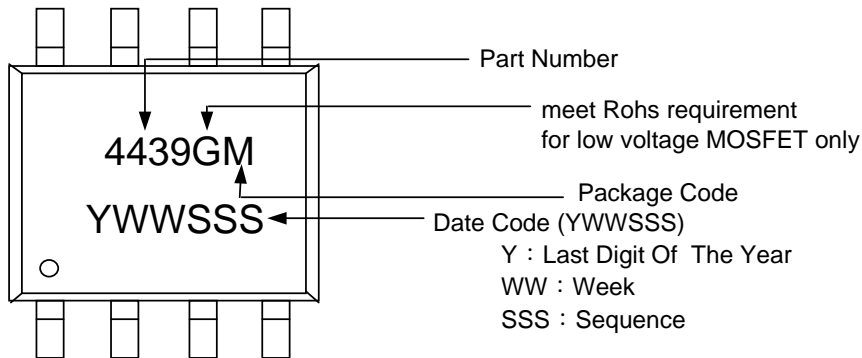 Part Number
meet Rohs requirement
for low voltage MOSFET only
4439GM
Package Code
YWWSSS
Date Code (YWWSSS)
Y：Last Digit Of The Year
WW：Week
SSS：Sequence